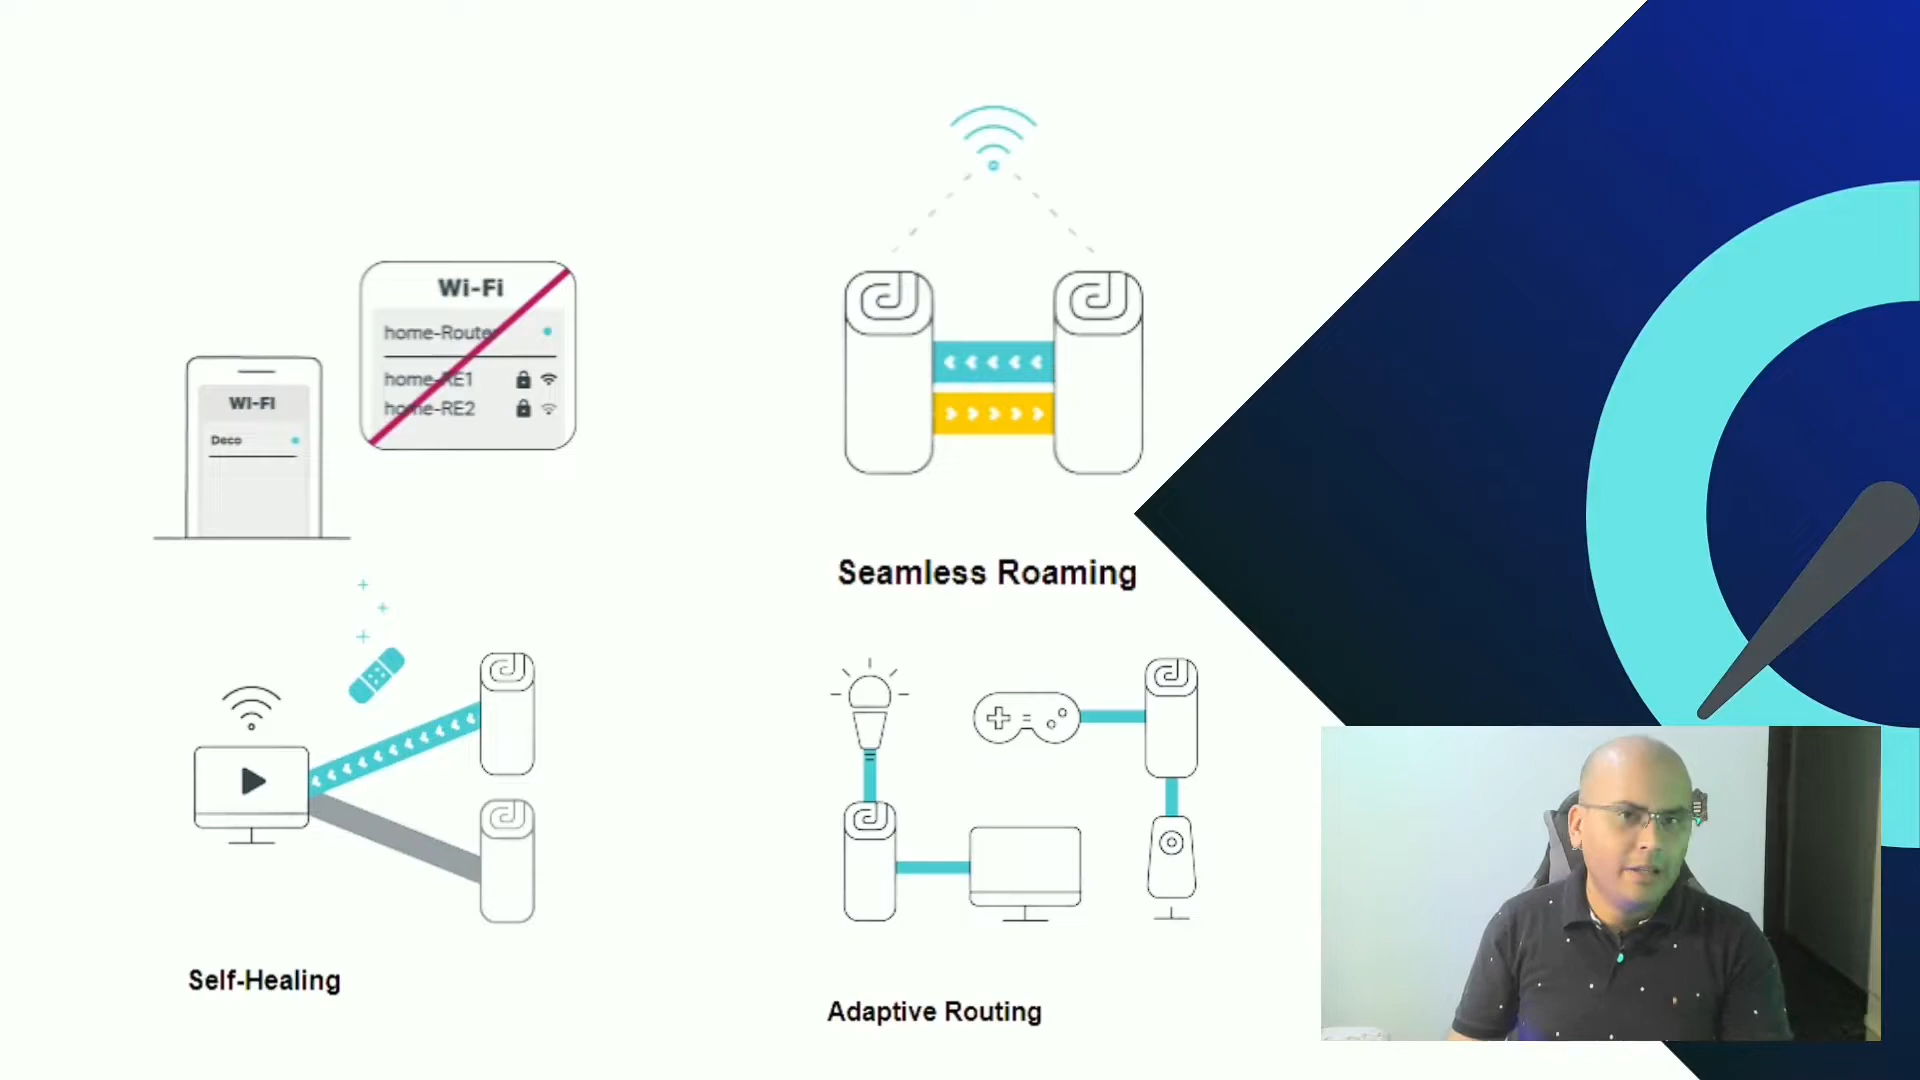 Wi-Fi
home-Router
home-RE1
home-RE2
WI-FI
Deco
Seamless Roaming
Self-Healing
Adaptive Routing